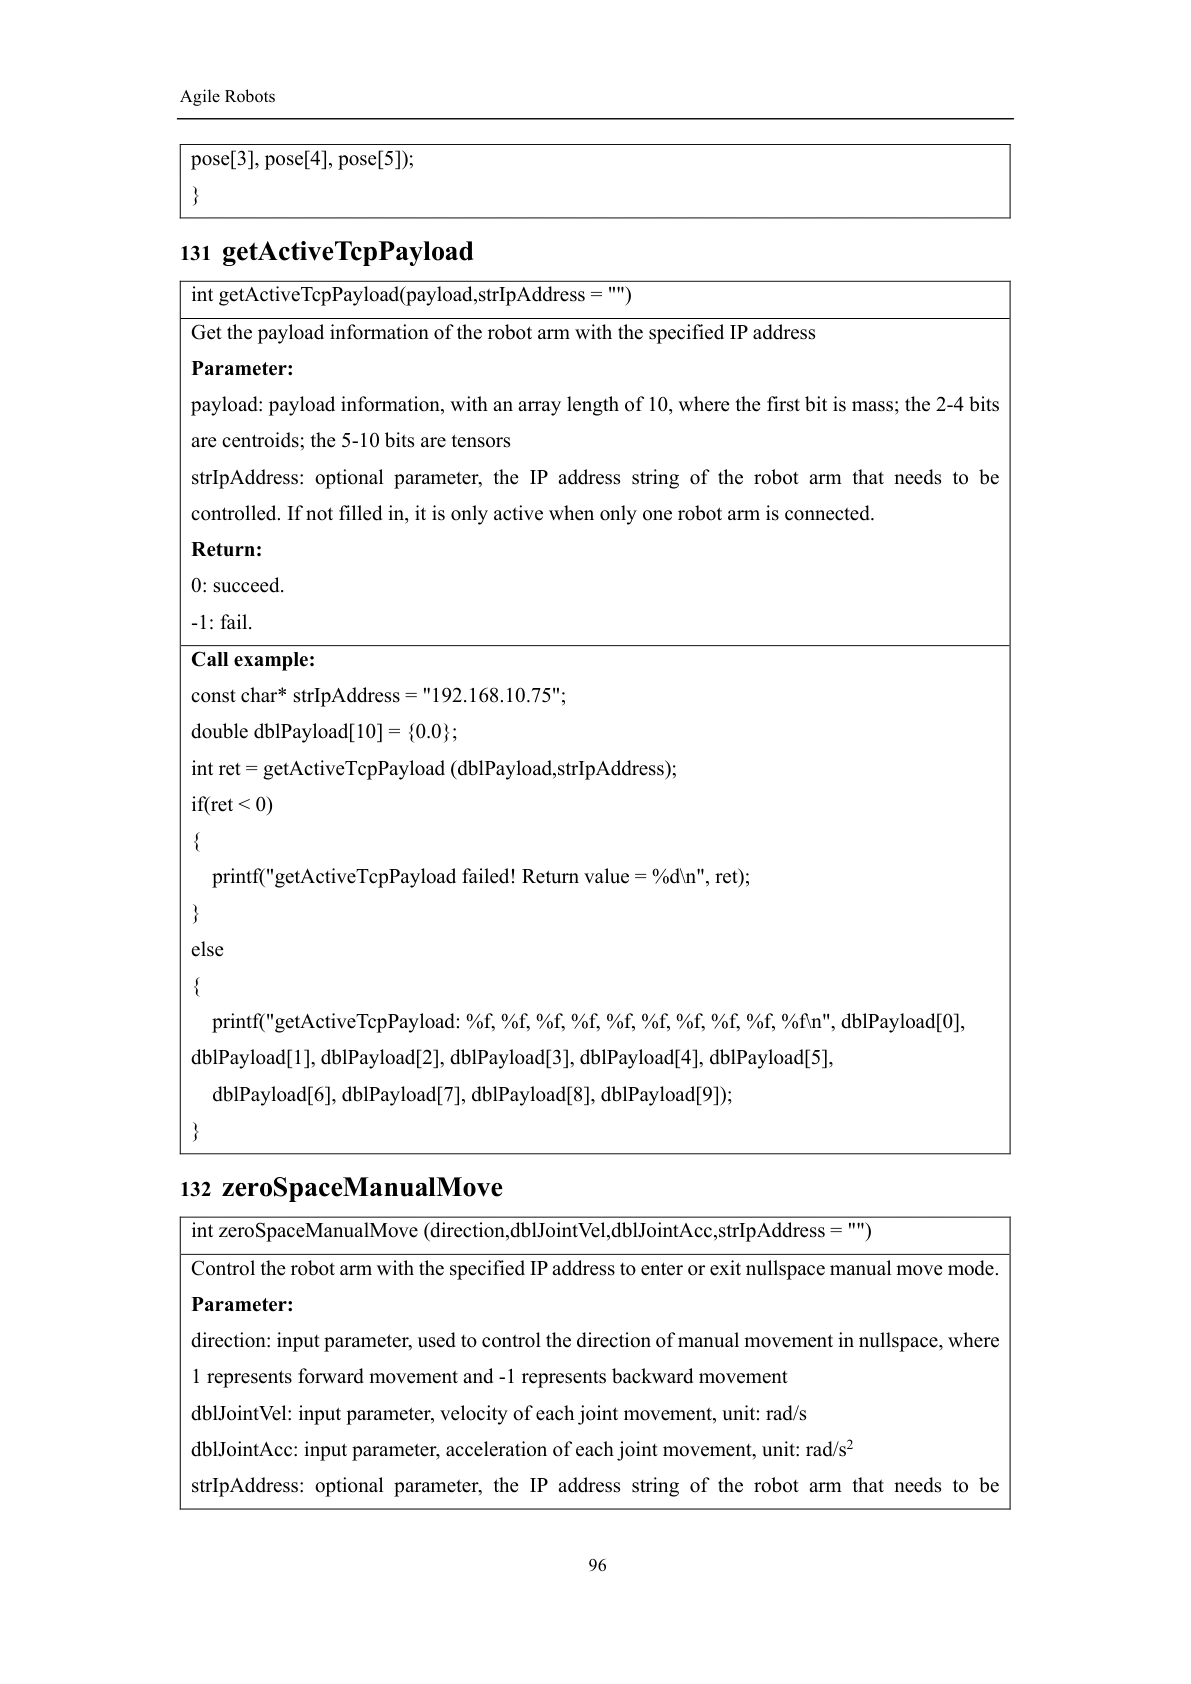 Agile Robots
pose[3], pose[4], pose[5]);
}
131 getActiveTcpPayload
int getActiveTcpPayload(payload,strIpAddress = "")
Get the payload information of the robot arm with the specified IP address
Parameter:
payload: payload information, with an array length of 10, where the first bit is mass; the 2-4 bits
are centroids; the 5-10 bits are tensors
strIpAddress: optional parameter, the IP address string of the robot arm that needs to be
controlled. If not filled in, it is only active when only one robot arm is connected.
Return:
0: succeed.
-1: fail.
Call example:
const char* strIpAddress = "192.168.10.75";
double dblPayload[10] = {0.0};
int ret = getActiveTcpPayload (dblPayload,strIpAddress);
if(ret < 0)
{
printf("getActiveTcpPayload failed! Return value = %d\n", ret);
}
else
{
printf("getActiveTcpPayload: %f, %f, %f, %f, %f, %f, %f, %f, %f, %f\n", dblPayload[0],
dblPayload[1], dblPayload[2], dblPayload[3], dblPayload[4], dblPayload[5],
dblPayload[6], dblPayload[7], dblPayload[8], dblPayload[9]);
}
132 zeroSpaceManualMove
int zeroSpaceManualMove (direction,dblJointVel,dblJointAcc,strIpAddress = "")
Control the robot arm with the specified IP address to enter or exit nullspace manual move mode.
Parameter:
direction: input parameter, used to control the direction of manual movement in nullspace, where
1 represents forward movement and -1 represents backward movement
dblJointVel: input parameter, velocity of each joint movement, unit: rad/s
dblJointAcc: input parameter, acceleration of each joint movement, unit: rad/s²
strIpAddress: optional parameter, the IP address string of the robot arm that needs to be
96